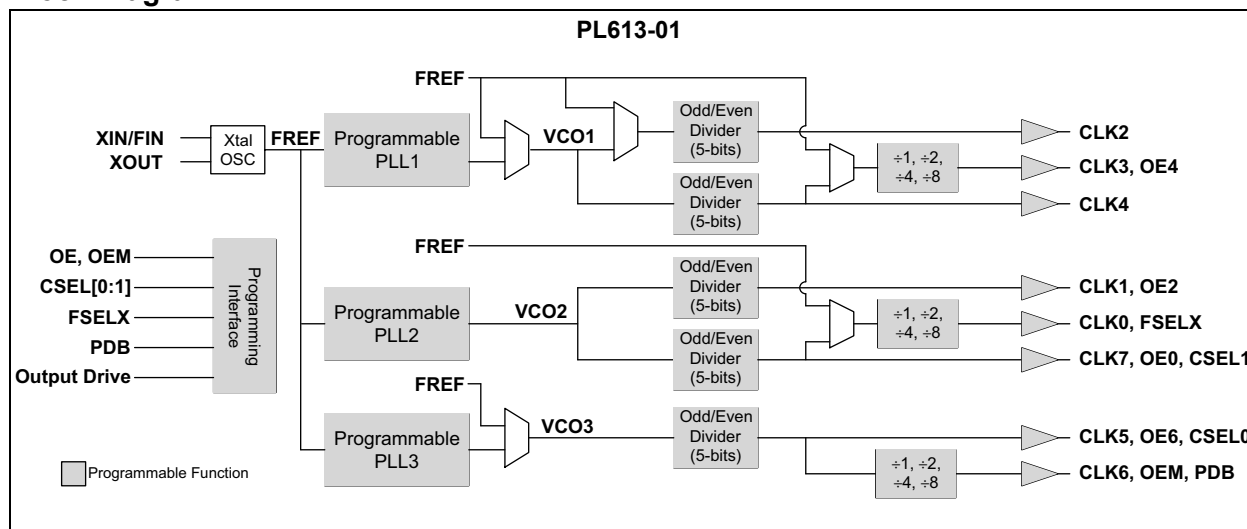 PL613-01
FREF
XIN/FIN
XOUT
Xtal
OSC
FREF
Programmable
PLL1
VCO1
Odd/Even
Divider
(5-bits)
CLK2
÷1, ÷2,
÷4, ÷8
CLK3, OE4
Odd/Even
Divider
(5-bits)
CLK4
OE, OEM
CSEL[0:1]
FSELX
PDB
Output Drive
Programming
Interface
FREF
Programmable
PLL2
VCO2
Odd/Even
Divider
(5-bits)
CLK1, OE2
÷1, ÷2,
÷4, ÷8
CLK0, FSELX
Odd/Even
Divider
(5-bits)
CLK7, OE0, CSEL1
FREF
Programmable
PLL3
VCO3
Odd/Even
Divider
(5-bits)
CLK5, OE6, CSEL0
÷1, ÷2,
÷4, ÷8
CLK6, OEM, PDB
Programmable Function